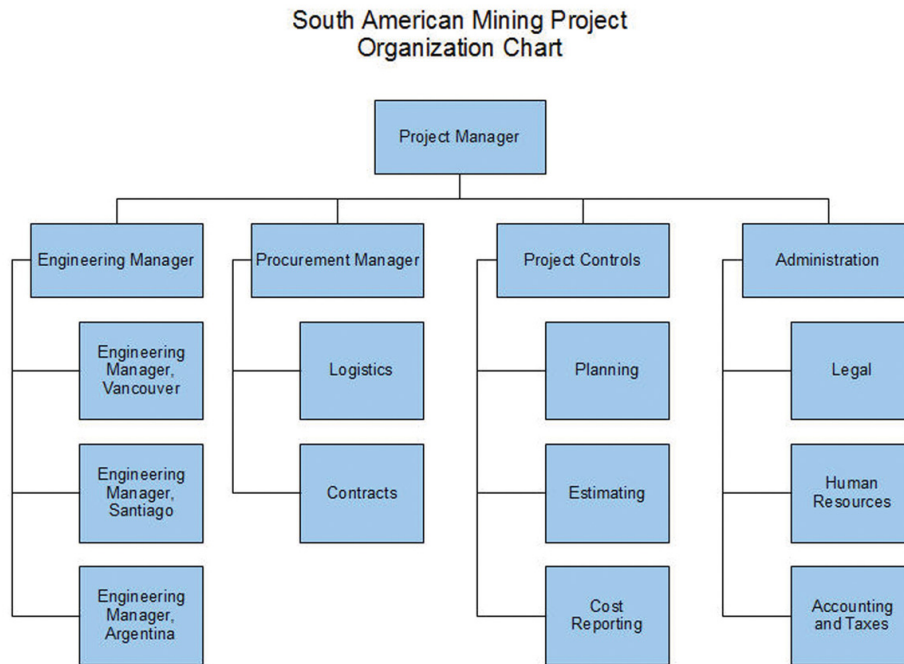 South American Mining Project
Organization Chart
Project Manager
Engineering Manager
Procurement Manager
Project Controls
Administration
Engineering
Manager,
Vancouver
Logistics
Planning
Legal
Engineering
Manager,
Santiago
Contracts
Estimating
Human
Resources
Engineering
Manager,
Argentina
Cost
Reporting
Accounting
and Taxes